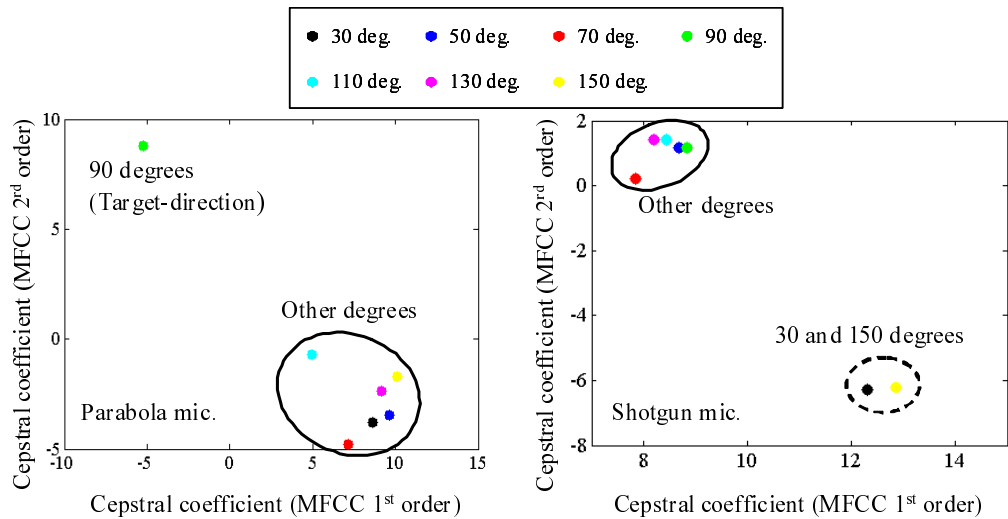 30 deg. 50 deg. 70 deg. 90 deg.
110 deg. 130 deg. 150 deg.
Cepstral coefficient (MFCC 2rd order)
10
5
0
-5
-10 -5 0 5 10 15
90 degrees
(Target-direction)
Other degrees
Parabola mic.
Cepstral coefficient (MFCC 1st order)
Cepstral coefficient (MFCC 2rd order)
2
0
-2
-4
-6
-8
8 10 12 14
Other degrees
30 and 150 degrees
Shotgun mic.
Cepstral coefficient (MFCC 1st order)